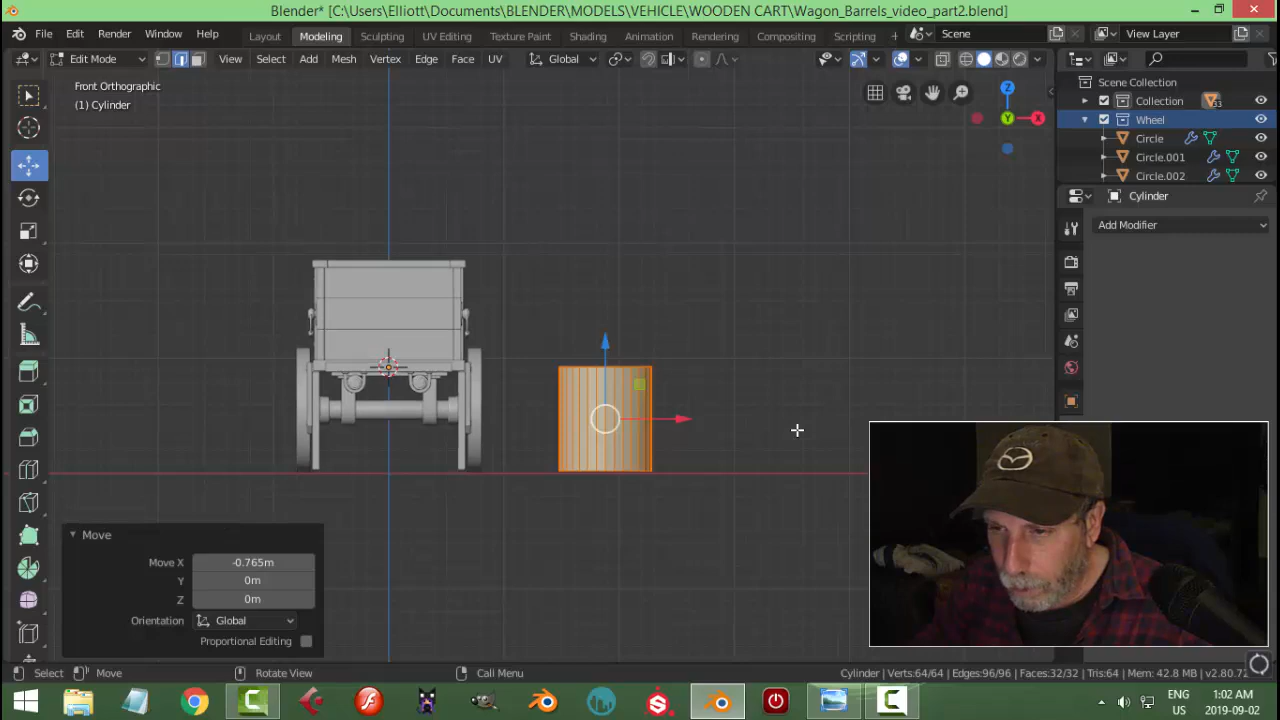 Blender* [C:\Users\Elliott\Documents\BLENDER\MODELS\VEHICLE\WOODEN CART\Wagon_Barrels_video_part2.blend]
File Edit Render Window Help Layout Modeling Sculpting UV Editing Texture Paint Shading Animation Rendering Compositing Scripting + Scene View Layer
Edit Mode View Select Add Mesh Vertex Edge Face UV Global
Front Orthographic
(1) Cylinder
Z
Y
X
Scene Collection
Collection 33
Wheel
Circle
Circle.001
Circle.002
Cylinder
Add Modifier
Move
Move X -0.765m
Y 0m
Z 0m
Orientation Global
Proportional Editing
Select Move Rotate View Call Menu Cylinder | Verts:64/64 | Edges:96/96 | Faces:32/32 | Tris:64 | Mem: 42.8 MB | v2.80.7
ENG
US
1:02 AM
2019-09-02